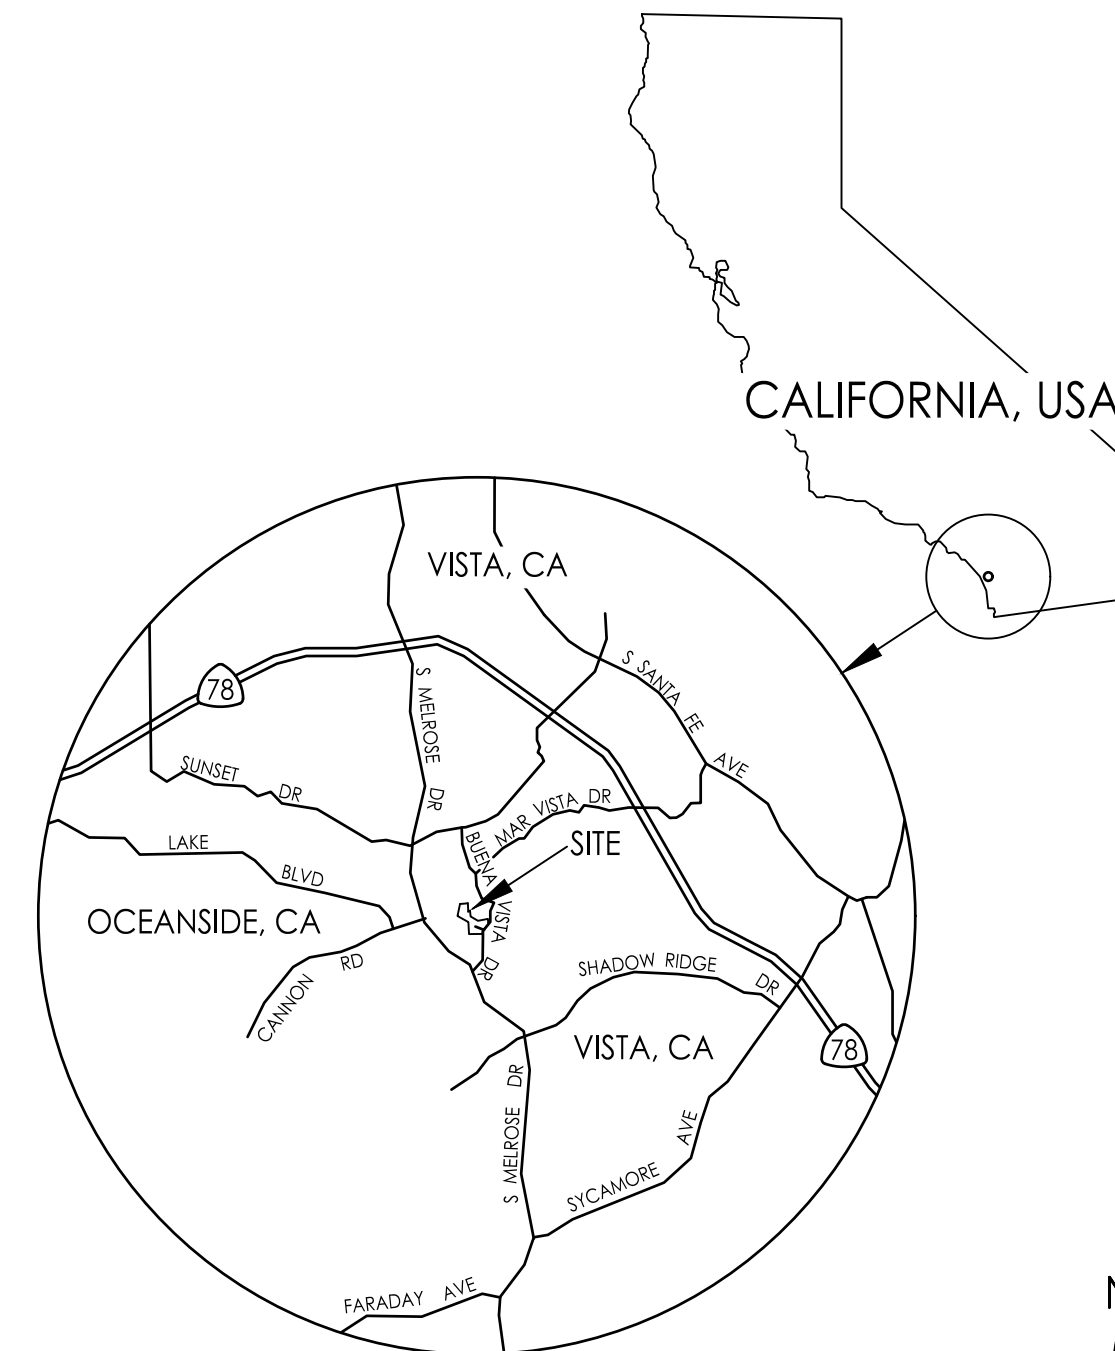 CALIFORNIA, USA
VISTA, CA
S SANTA FE AVE
78
S MELROSE DR
SUNSET DR
MAR VISTA DR
LAKE BLVD
BUENA VISTA DR
SITE
OCEANSIDE, CA
CANNON RD
SHADOW RIDGE DR
VISTA, CA
78
S MELROSE DR
SYCAMORE AVE
FARADAY AVE